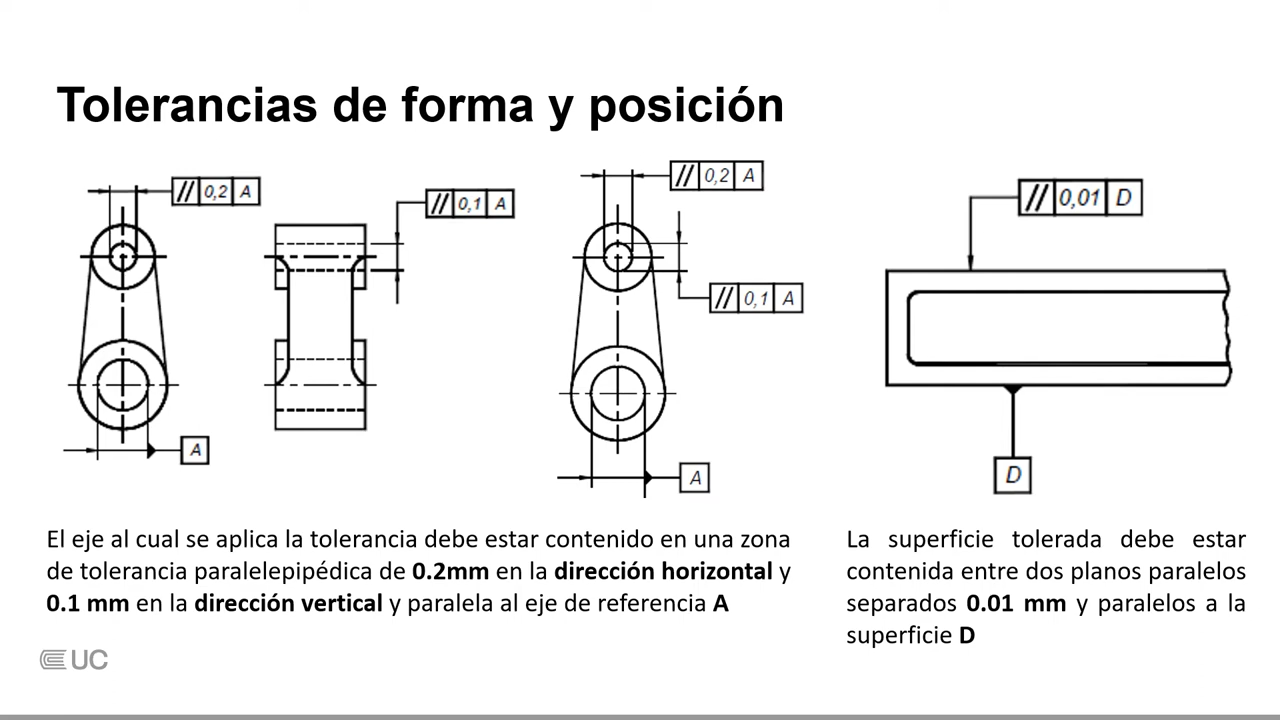 Tolerancias de forma y posición
// 0,2 A
// 0,1 A
A
// 0,2 A
// 0,1 A
A
// 0,01 D
D
El eje al cual se aplica la tolerancia debe estar contenido en una zona
de tolerancia paralelepipédica de 0.2mm en la dirección horizontal y
0.1 mm en la dirección vertical y paralela al eje de referencia A
La superficie tolerada debe estar
contenida entre dos planos paralelos
separados 0.01 mm y paralelos a la
superficie D
UC